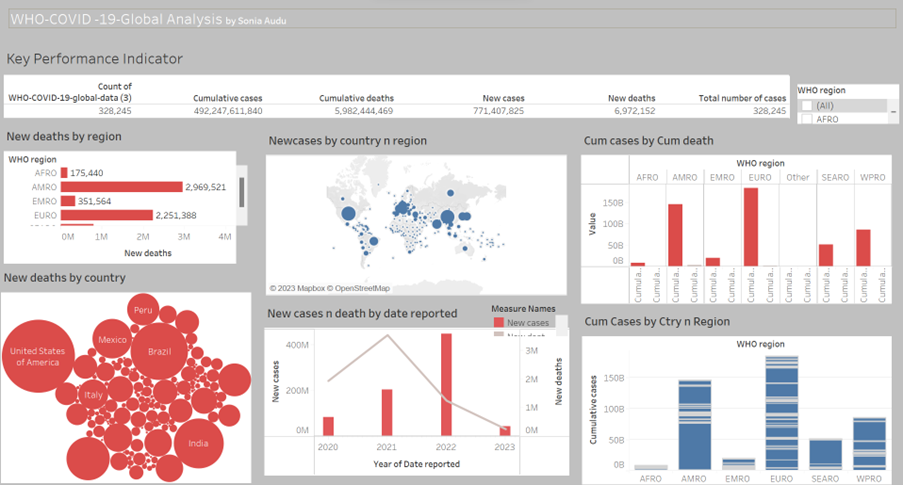 WHO-COVID -19-Global Analysis by Sonia Audu
Key Performance Indicator
Count of
WHO-COVID-19-global-data (3)
Cumulative cases
Cumulative deaths
New cases
New deaths
Total number of cases
328,245
492,247,611,840
5,982,444,469
771,407,825
6,972,152
328,245
WHO region
(All)
AFRO
New deaths by region
WHO region
AFRO
175,440
AMRO
2,969,521
EMRO
351,564
EURO
2,251,388
0M
1M
2M
3M
4M
New deaths
Newcases by country n region
© 2023 Mapbox © OpenStreetMap
Cum cases by Cum death
WHO region
AFRO
AMRO
EMRO
EURO
Other
SEARO
WPRO
Value
150B
50B
0B
Cumula..
Cumula..
Cumula..
Cumula..
Cumula..
Cumula..
Cumula..
Cumula..
Cumula..
Cumula..
Cumula..
Cumula..
Cumula..
Cumula..
New deaths by country
Peru
Mexico
Brazil
United States
of America
Italy
India
New cases n death by date reported
Measure Names
New cases
New cases
400M
200M
0M
3M
2M
1M
0M
New deaths
2020
2021
2022
2023
Year of Date reported
Cum Cases by Ctry n Region
WHO region
Cumulative cases
150B
100B
50B
0B
AFRO
AMRO
EMRO
EURO
SEARO
WPRO